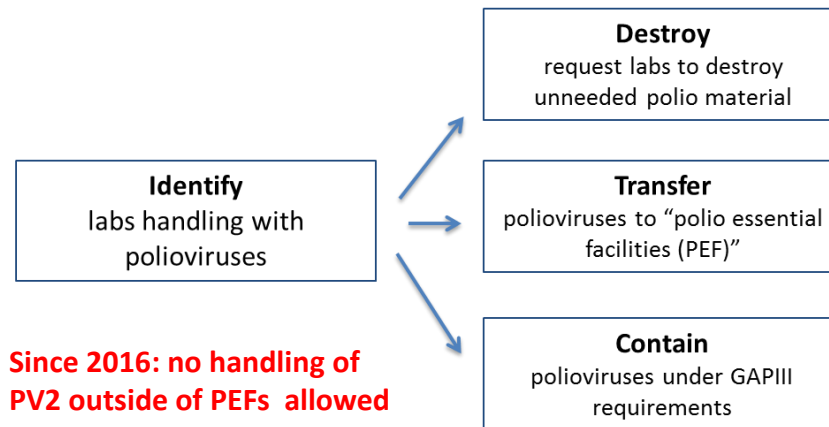 Destroy
request labs to destroy
unneeded polio material
Identify
labs handling with
polioviruses
Transfer
polioviruses to “polio essential
facilities (PEF)”
Contain
polioviruses under GAPIII
requirements
Since 2016: no handling of
PV2 outside of PEFs allowed